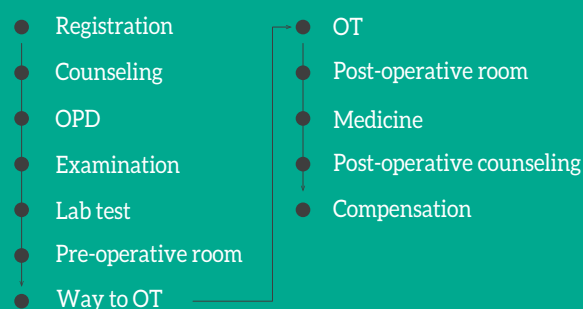 Registration
Counseling
OPD
Examination
Lab test
Pre-operative room
Way to OT
OT
Post-operative room
Medicine
Post-operative counseling
Compensation